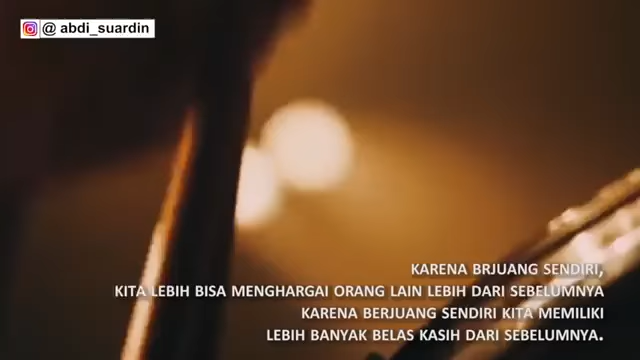 @ abdi_suardin
KARENA BRJUANG SENDIRI,
KITA LEBIH BISA MENGHARGAI ORANG LAIN LEBIH DARI SEBELUMNYA
KARENA BERJUANG SENDIRI KITA MEMILIKI
LEBIH BANYAK BELAS KASIH DARI SEBELUMNYA.